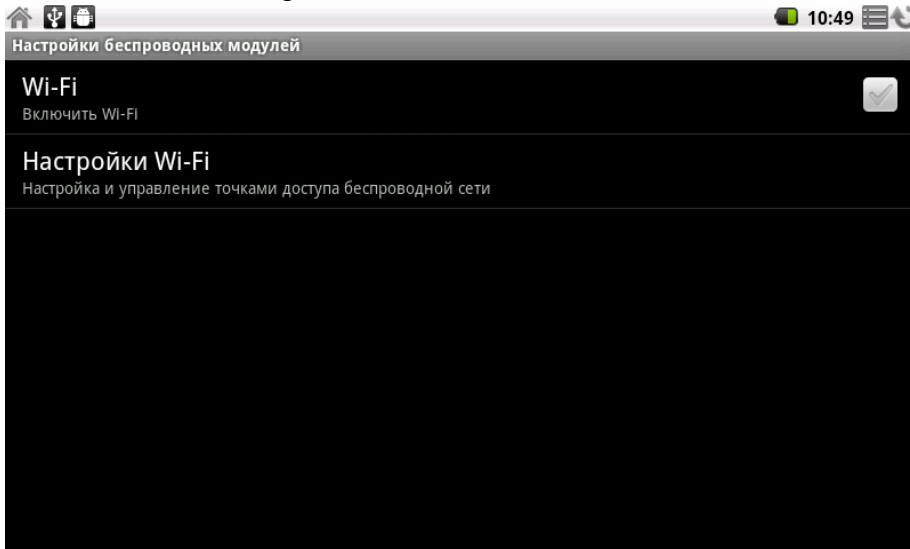 10:49
Настройки беспроводных модулей
Wi-Fi
Включить Wi-Fi
Настройки Wi-Fi
Настройка и управление точками доступа беспроводной сети